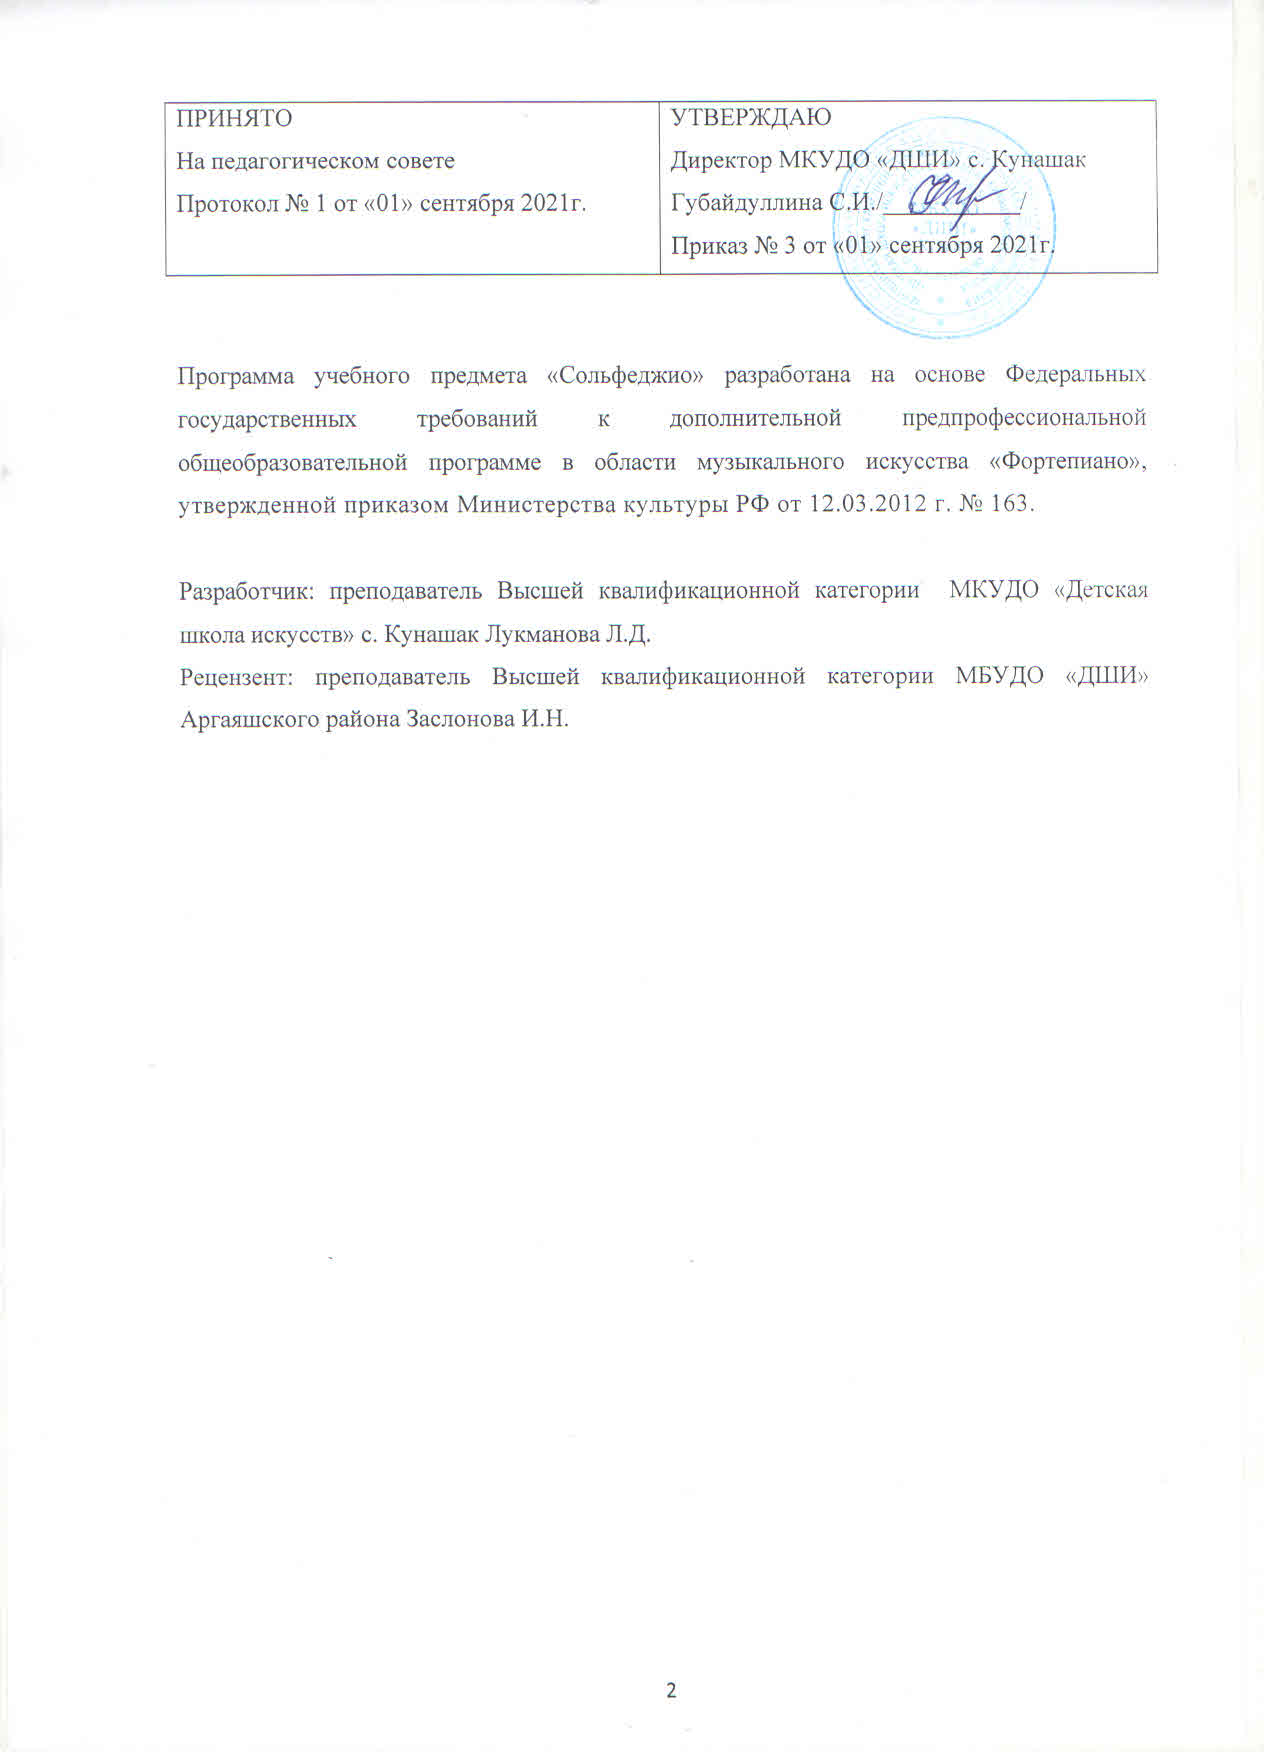 ПРИНЯТО
На педагогическом совете
Протокол № 1 от «01» сентября 2021г.
УТВЕРЖДАЮ
Директор МКУДО «ДШИ» с. Кунашак
Губайдуллина С.И./___________/
Приказ № 3 от «01» сентября 2021г.
«ДШИ»
Программа учебного предмета «Сольфеджио» разработана на основе Федеральных
государственных требований к дополнительной предпрофессиональной
общеобразовательной программе в области музыкального искусства «Фортепиано»,
утвержденной приказом Министерства культуры РФ от 12.03.2012 г. № 163.
Разработчик: преподаватель Высшей квалификационной категории МКУДО «Детская
школа искусств» с. Кунашак Лукманова Л.Д.
Рецензент: преподаватель Высшей квалификационной категории МБУДО «ДШИ»
Аргаяшского района Заслонова И.Н.
2